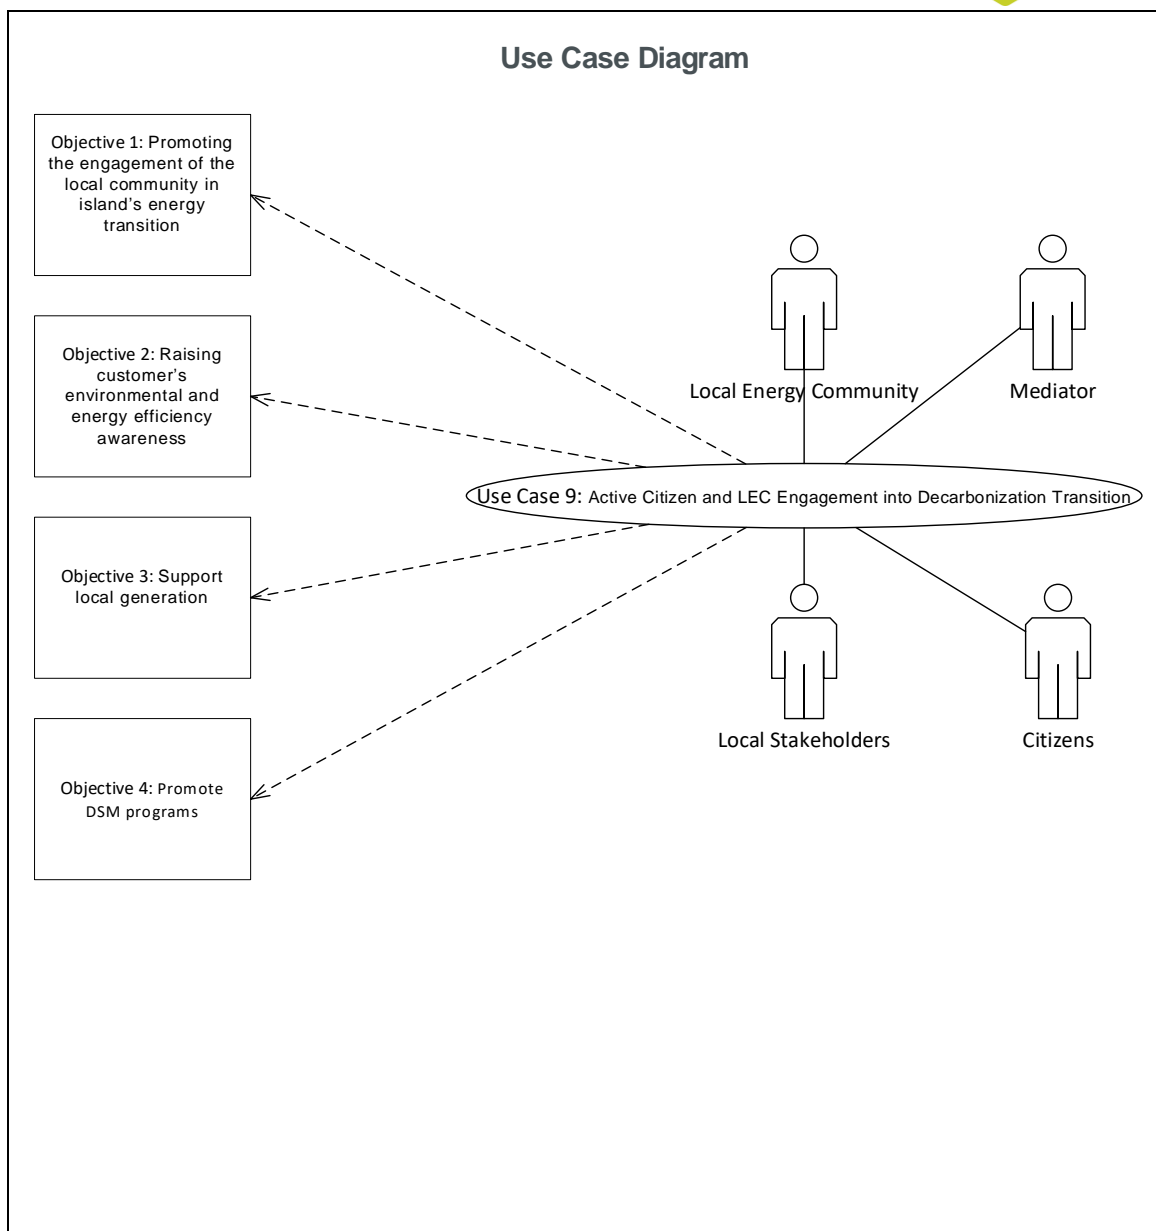 Use Case Diagram
Objective 1: Promoting
the engagement of the
local community in
island's energy
transition
Objective 2: Raising
customer's
environmental and
energy efficiency
awareness
Objective 3: Support
local generation
Objective 4: Promote
DSM programs
Local Energy Community
Mediator
Use Case 9: Active Citizen and LEC Engagement into Decarbonization Transition
Local Stakeholders
Citizens